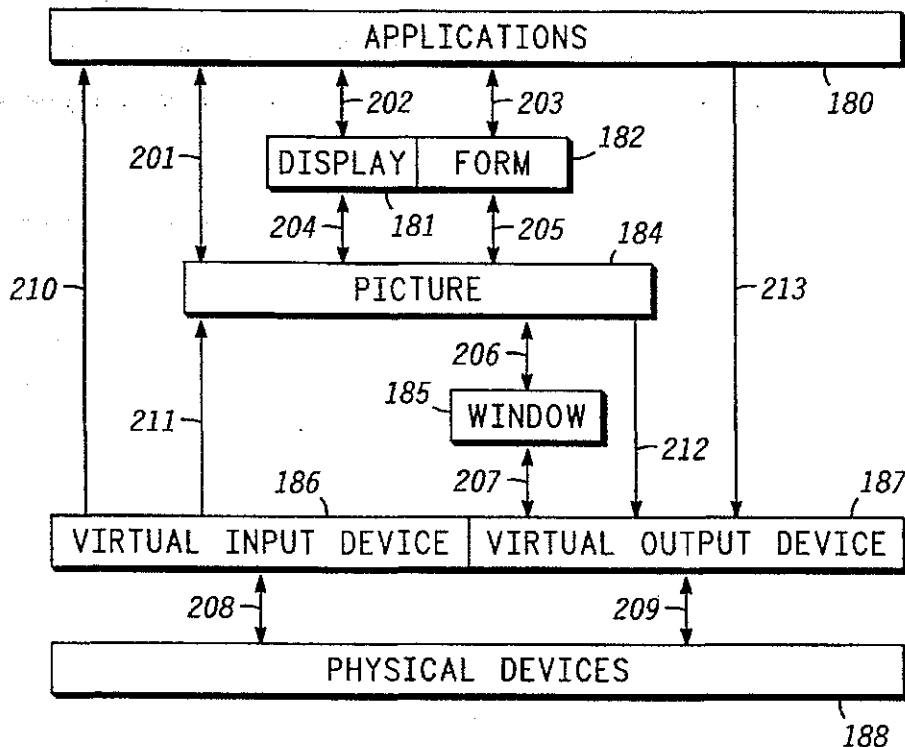 APPLICATIONS
180
202
203
201
DISPLAY
FORM
182
204
181
205
184
210
PICTURE
213
206
185
WINDOW
211
212
186
207
187
VIRTUAL INPUT DEVICE
VIRTUAL OUTPUT DEVICE
208
209
PHYSICAL DEVICES
188